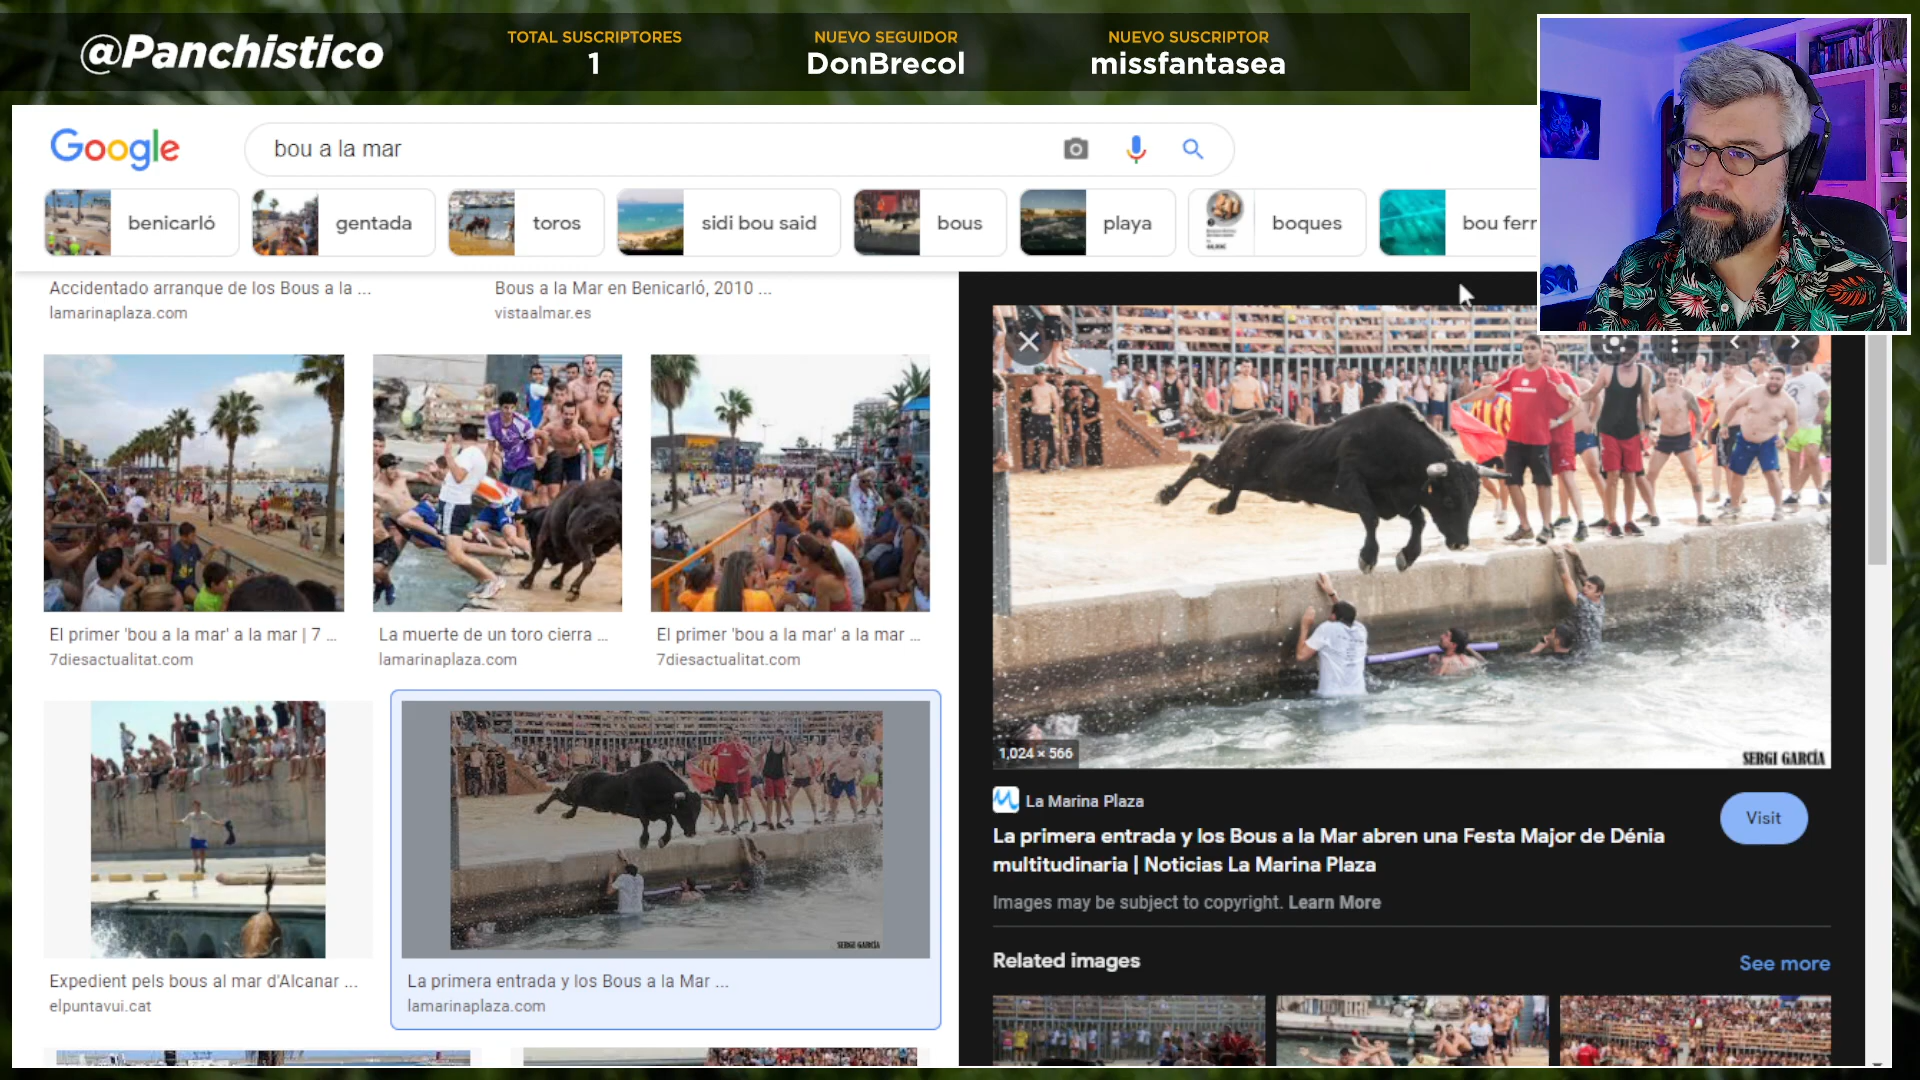 @Panchistico
TOTAL SUSCRIPTORES
1
NUEVO SEGUIDOR
DonBrecol
NUEVO SUSCRIPTOR
missfantasea
Google
bou a la mar
benicarló
gentada
toros
sidi bou said
bous
playa
boques
bou ferr
Accidentado arranque de los Bous a la ...
lamarinaplaza.com
Bous a la Mar en Benicarló, 2010 ...
vistaalmar.es
El primer 'bou a la mar' a la mar | 7 ...
7diesactualitat.com
La muerte de un toro cierra ...
lamarinaplaza.com
El primer 'bou a la mar' a la mar ...
7diesactualitat.com
Expedient pels bous al mar d'Alcanar ...
elpuntavui.cat
SERGI GARCÍA
La primera entrada y los Bous a la Mar ...
lamarinaplaza.com
1,024 × 566
SERGI GARCÍA
La Marina Plaza
Visit
La primera entrada y los Bous a la Mar abren una Festa Major de Dénia
multitudinaria | Noticias La Marina Plaza
Images may be subject to copyright. Learn More
Related images
See more